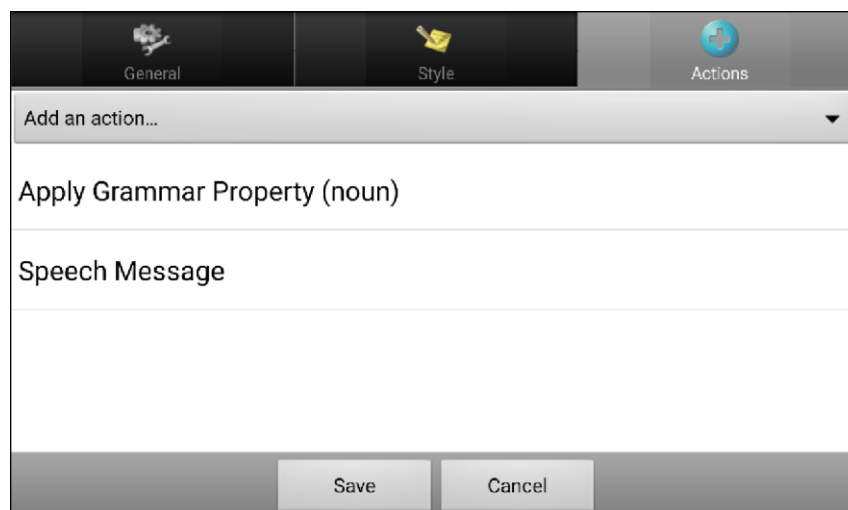 General Style Actions
Add an action...
Apply Grammar Property (noun)
Speech Message
Save Cancel